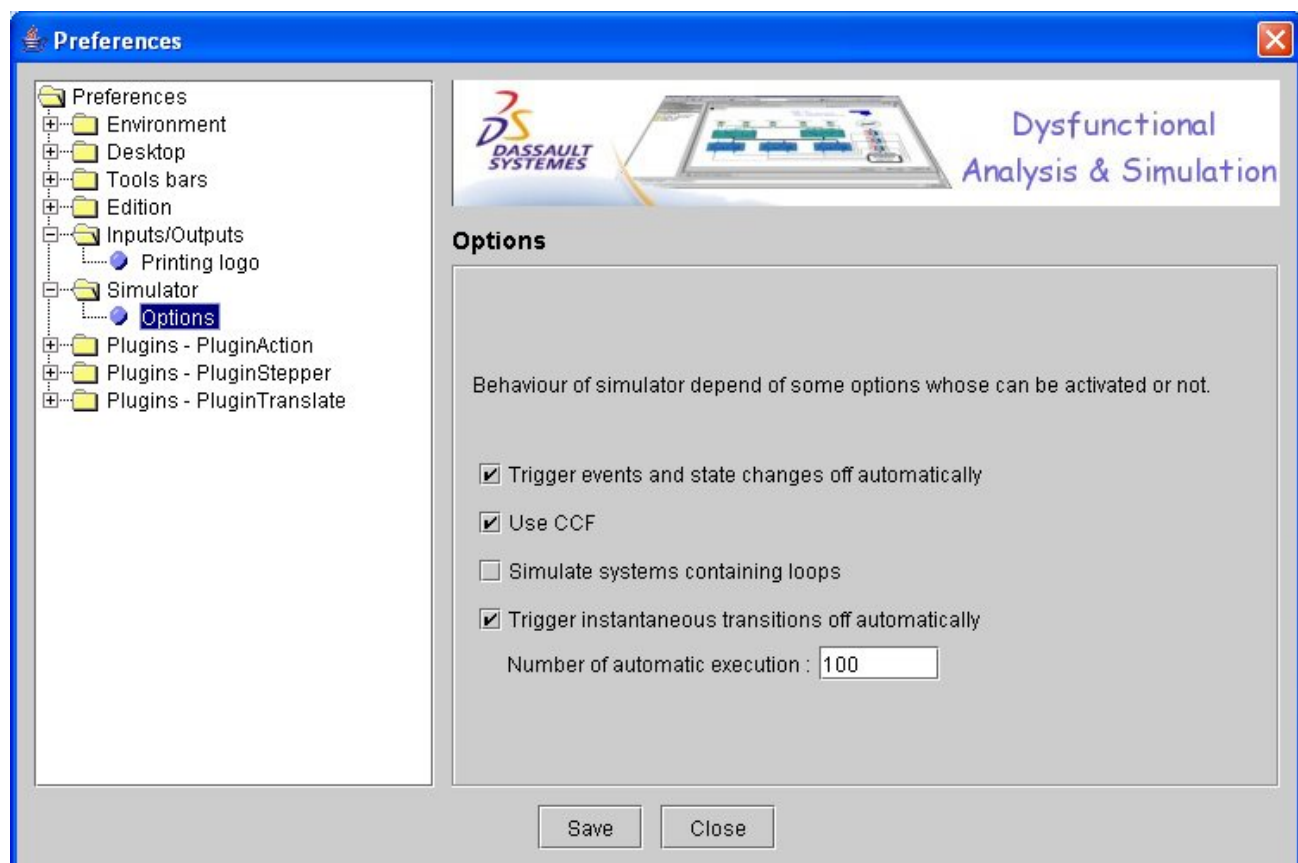 Preferences
Preferences
Environment
Desktop
Tools bars
Edition
Inputs/Outputs
Printing logo
Simulator
Options
Plugins - PluginAction
Plugins - PluginStepper
Plugins - PluginTranslate
DASSAULT
SYSTEMES
Dysfunctional
Analysis & Simulation
Options
Behaviour of simulator depend of some options whose can be activated or not.
Trigger events and state changes off automatically
Use CCF
Simulate systems containing loops
Trigger instantaneous transitions off automatically
Number of automatic execution : 100
Save
Close